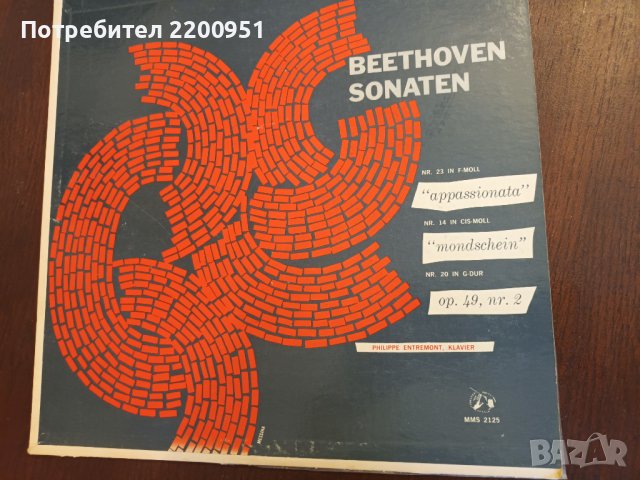 Потребител 2200951
BEETHOVEN
SONATEN
NR. 23 IN F-MOLL
"appassionata"
NR. 14 IN CIS-MOLL
"mondschein"
NR. 20 IN G-DUR
op. 49, nr. 2
PHILIPPE ENTREMONT, KLAVIER
MMS 2125
BAZAR